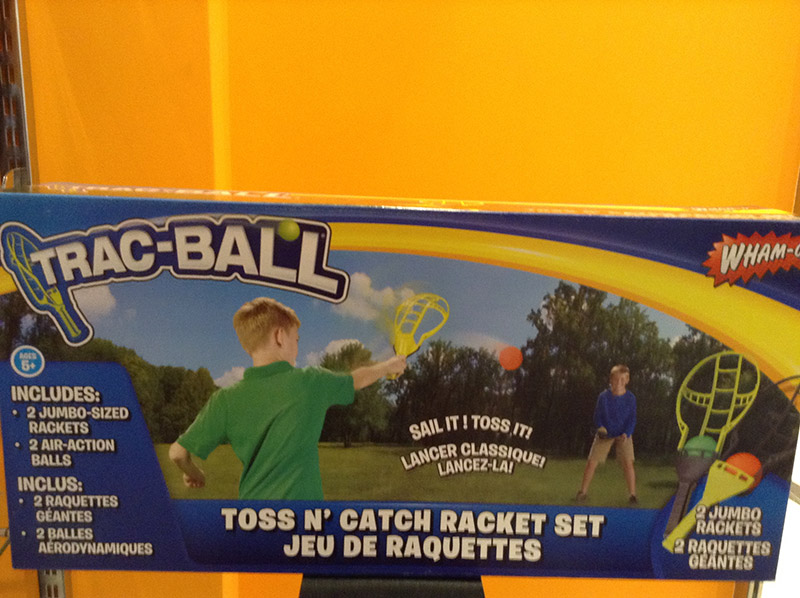 TRAC-BALL
WHAM-O
AGES
5+
INCLUDES:
• 2 JUMBO-SIZED
RACKETS
• 2 AIR-ACTION
BALLS
INCLUS:
• 2 RAQUETTES
GÉANTES
• 2 BALLES
AÉRODYNAMIQUES
SAIL IT! TOSS IT!
LANCER CLASSIQUE!
LANCEZ-LA!
TOSS N' CATCH RACKET SET
JEU DE RAQUETTES
2 JUMBO
RACKETS
2 RAQUETTES
GÉANTES